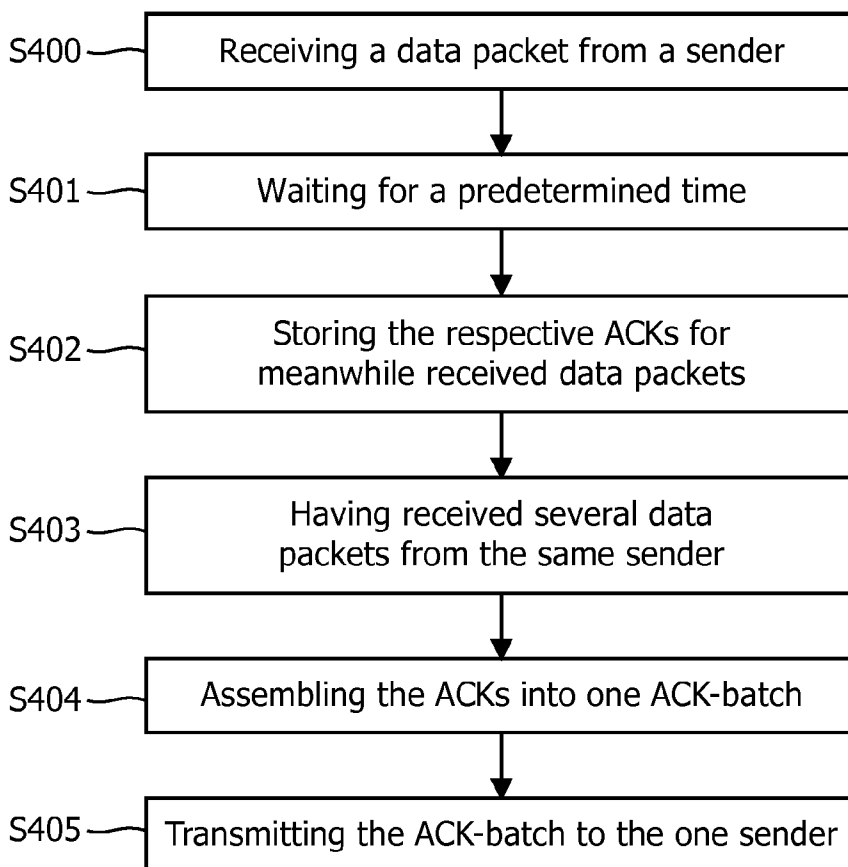 S400 Receiving a data packet from a sender
S401 Waiting for a predetermined time
S402 Storing the respective ACKs for
meanwhile received data packets
S403 Having received several data
packets from the same sender
S404 Assembling the ACKs into one ACK-batch
S405 Transmitting the ACK-batch to the one sender